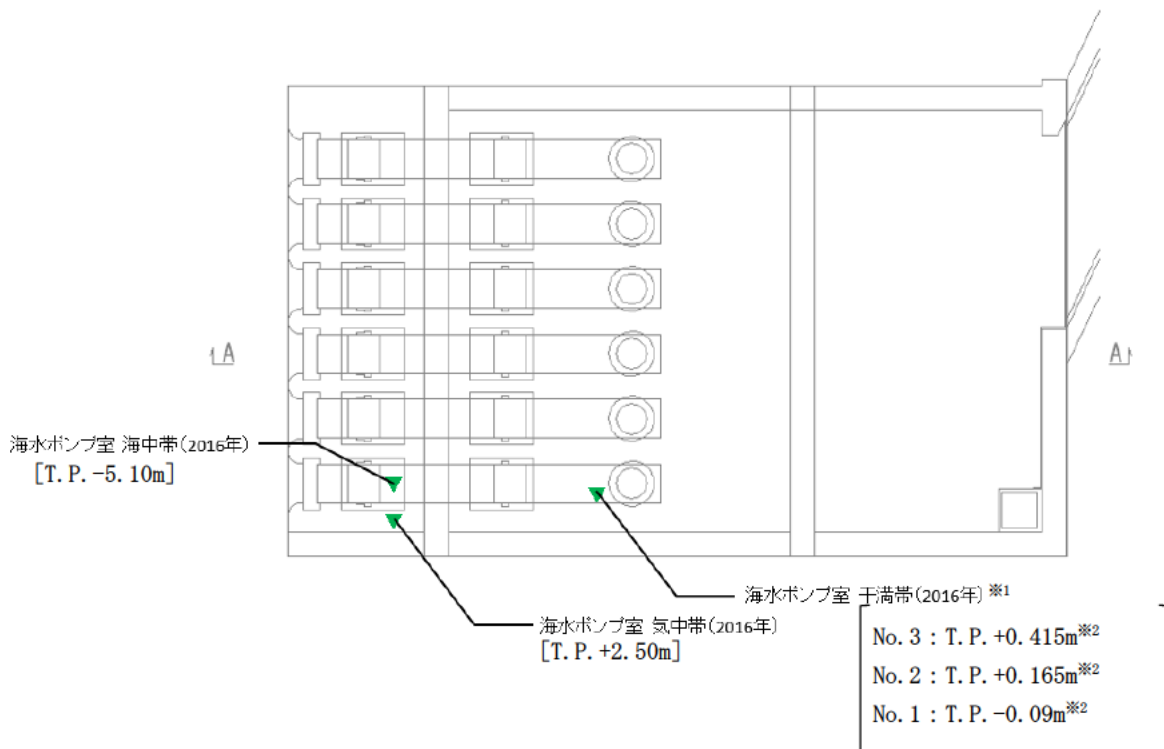 A
A
海水ポンプ室 海中帯(2016年)
[T.P.-5.10m]
海水ポンプ室 干満帯(2016年)※1
海水ポンプ室 気中帯(2016年)
[T.P.+2.50m]
No.3 : T.P.+0.415m※2
No.2 : T.P.+0.165m※2
No.1 : T.P.-0.09m※2